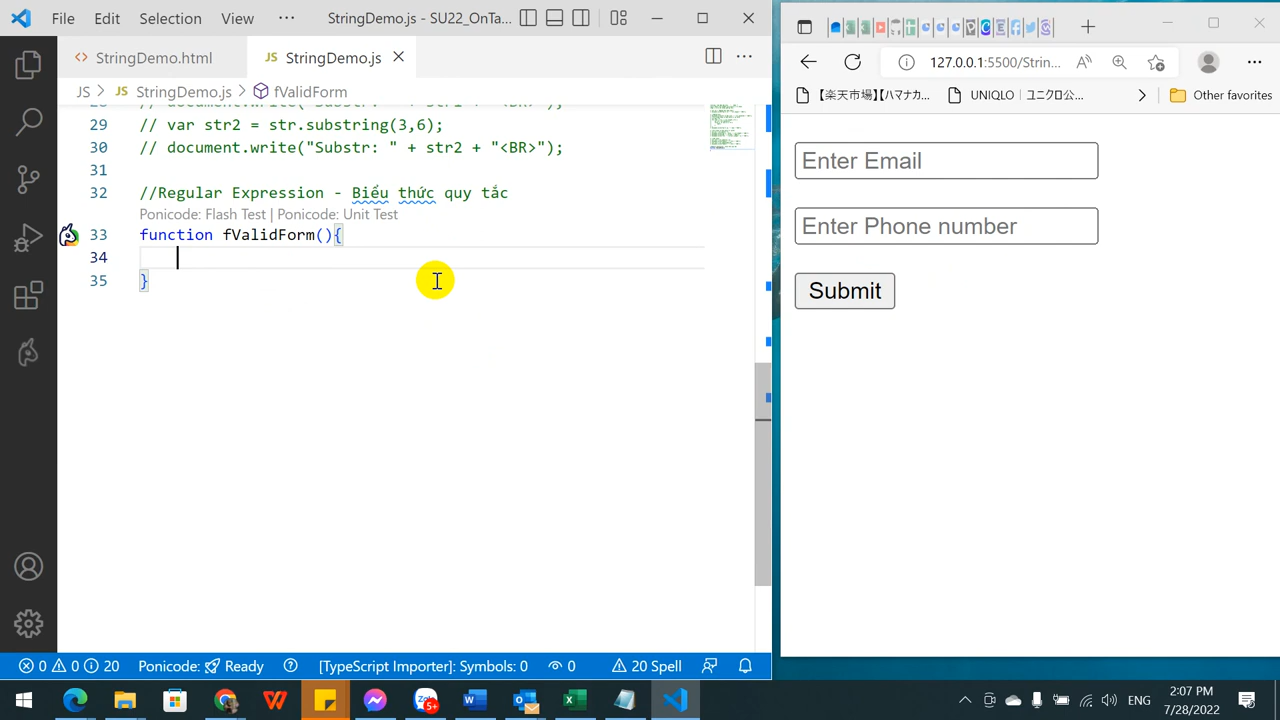 File Edit Selection View ··· StringDemo.js - SU22_OnTa...
StringDemo.html StringDemo.js
JS > StringDemo.js > fValidForm
29 // var str2 = str.substring(3,6);
30 // document.write("Substr: " + str2 + "<BR>");
31
32 //Regular Expression - Biểu thức quy tắc
Ponicode: Flash Test | Ponicode: Unit Test
33 function fValidForm(){
34
35 }
0 0 20 Ponicode: Ready [TypeScript Importer]: Symbols: 0 0 20 Spell
127.0.0.1:5500/Strin...
【楽天市場】【ハマナカ... UNIQLO｜ユニクロ公... Other favorites
Enter Email
Enter Phone number
Submit
5+ ENG 2:07 PM
7/28/2022